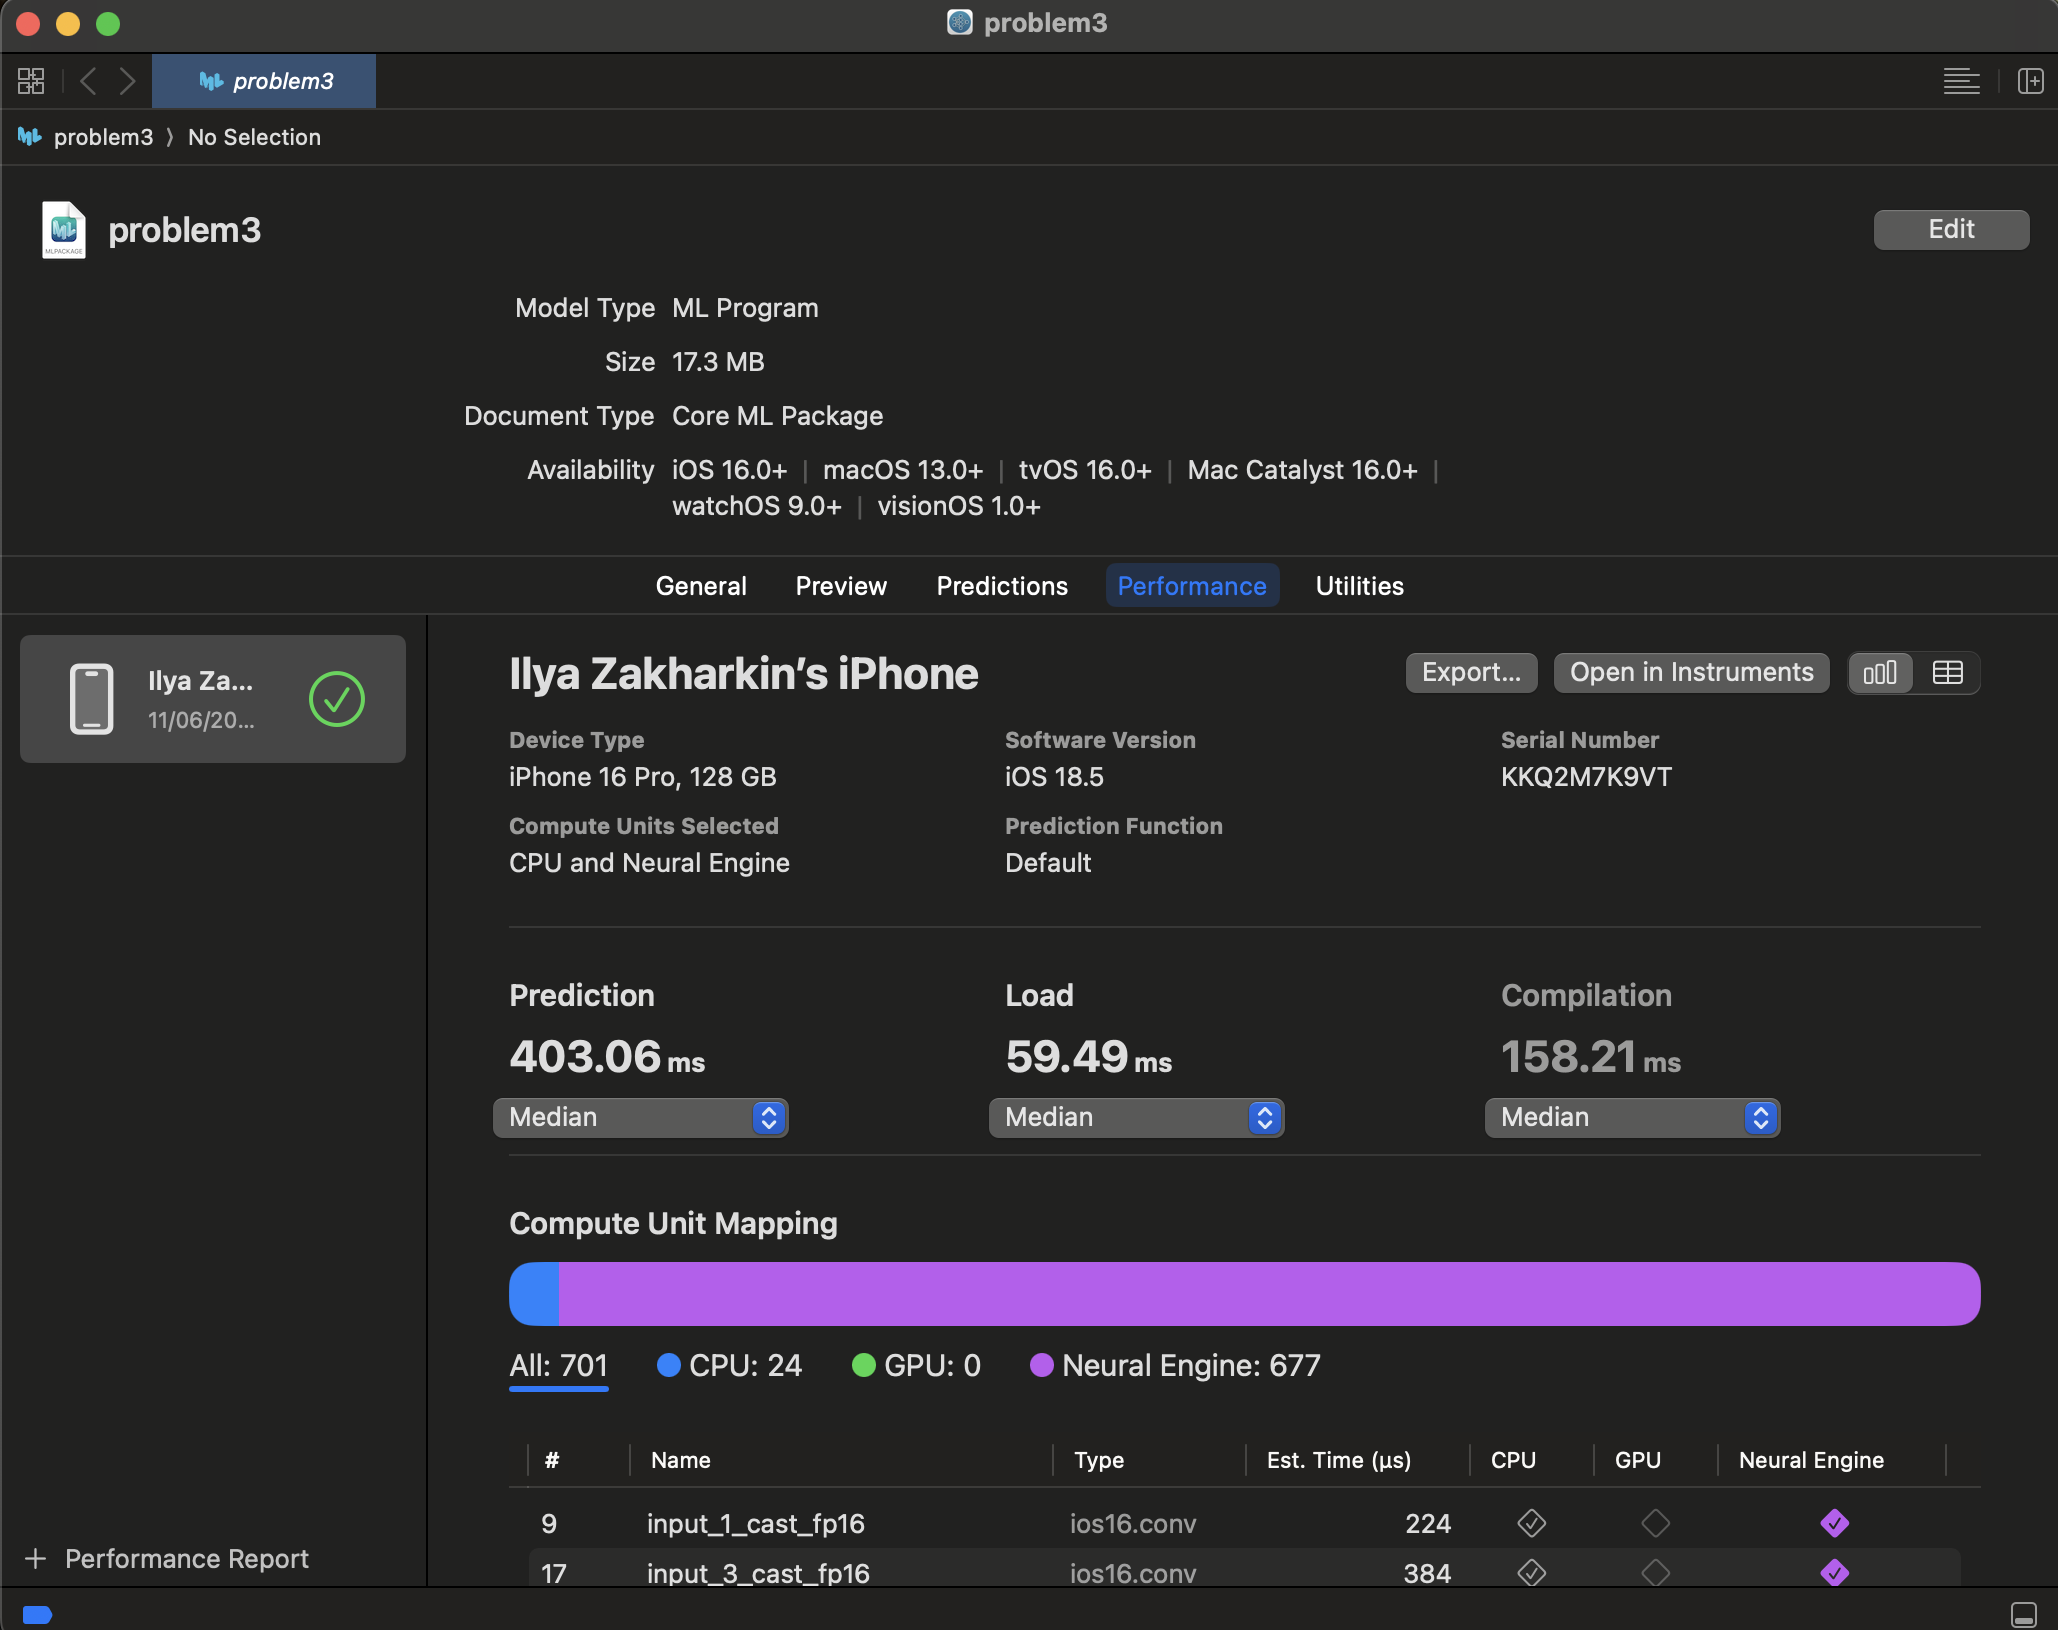 problem3
problem3
problem3 〉 No Selection
MLPACKAGE
problem3
Edit
Model Type ML Program
Size 17.3 MB
Document Type Core ML Package
Availability iOS 16.0+ | macOS 13.0+ | tvOS 16.0+ | Mac Catalyst 16.0+ |
watchOS 9.0+ | visionOS 1.0+
General Preview Predictions Performance Utilities
Ilya Za...
11/06/20...
Ilya Zakharkin’s iPhone
Export... Open in Instruments
Device Type Software Version Serial Number
iPhone 16 Pro, 128 GB iOS 18.5 KKQ2M7K9VT
Compute Units Selected Prediction Function
CPU and Neural Engine Default
Prediction Load Compilation
403.06 ms 59.49 ms 158.21 ms
Median Median Median
Compute Unit Mapping
All: 701 CPU: 24 GPU: 0 Neural Engine: 677
# Name Type Est. Time (µs) CPU GPU Neural Engine
9 input_1_cast_fp16 ios16.conv 224
17 input_3_cast_fp16 ios16.conv 384
+ Performance Report